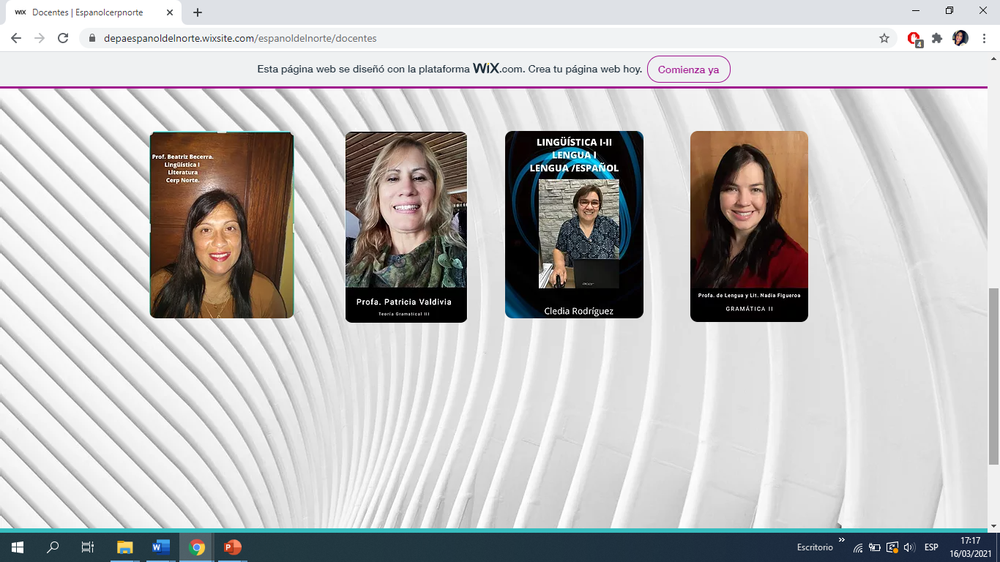 WiX Docentes | Espanolcerpnorte
depaespanoldelnorte.wixsite.com/espanoldelnorte/docentes
4
Esta página web se diseñó con la plataforma WiX.com. Crea tu página web hoy. Comienza ya
Prof. Beatriz Becerra.
Lingüística I
Literatura
Cerp Norte.
Profa. Patricia Valdivia
Teoría Gramatical III
LINGÜÍSTICA I-II
LENGUA I
LENGUA /ESPAÑOL
acer
Cledia Rodríguez
Profa. de Lengua y Lit. Nadia Figueroa
GRAMÁTICA II
Escritorio
ESP
17:17
16/03/2021